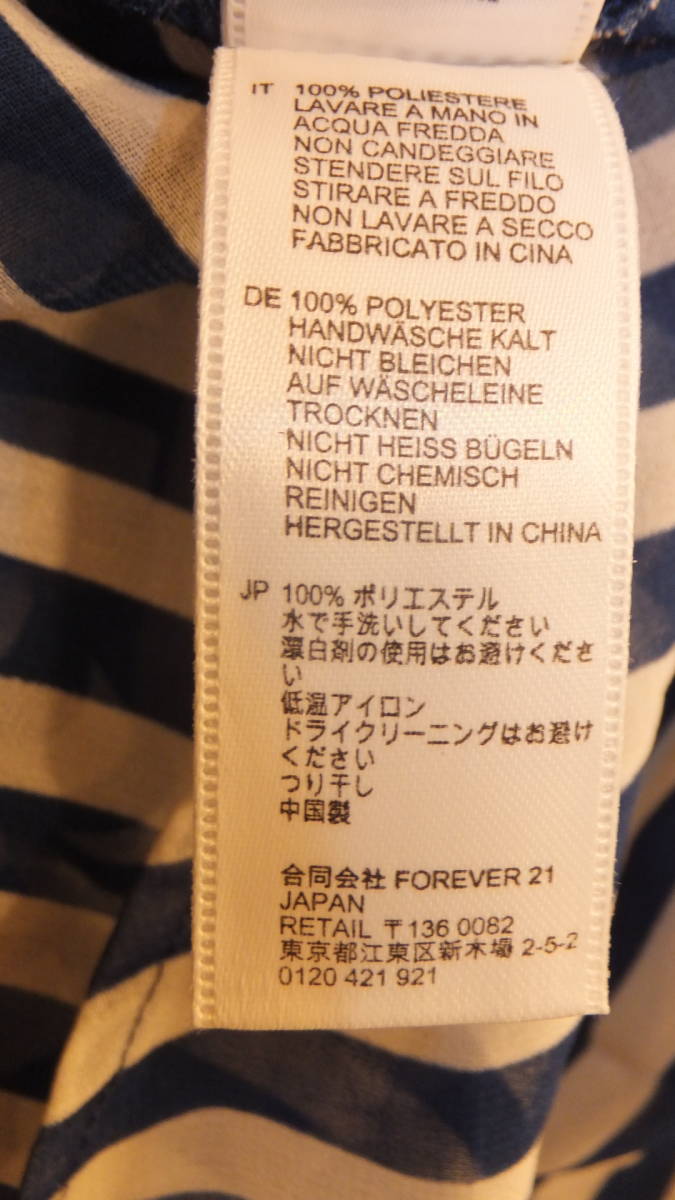 IT 100% POLIESTERE
LAVARE A MANO IN
ACQUA FREDDA
NON CANDEGGIARE
STENDERE SUL FILO
STIRARE A FREDDO
NON LAVARE A SECCO
FABBRICATO IN CINA
DE 100% POLYESTER
HANDWÄSCHE KALT
NICHT BLEICHEN
AUF WÄSCHELEINE
TROCKNEN
NICHT HEISS BÜGELN
NICHT CHEMISCH
REINIGEN
HERGESTELLT IN CHINA
JP 100% ポリエステル
水で手洗いしてください
漂白剤の使用はお避けくださ
い
低温アイロン
ドライクリーニングはお避け
ください
つり干し
中国製
合同会社 FOREVER 21
JAPAN
RETAIL 〒136 0082
東京都江東区新木場 2-5-2
0120 421 921